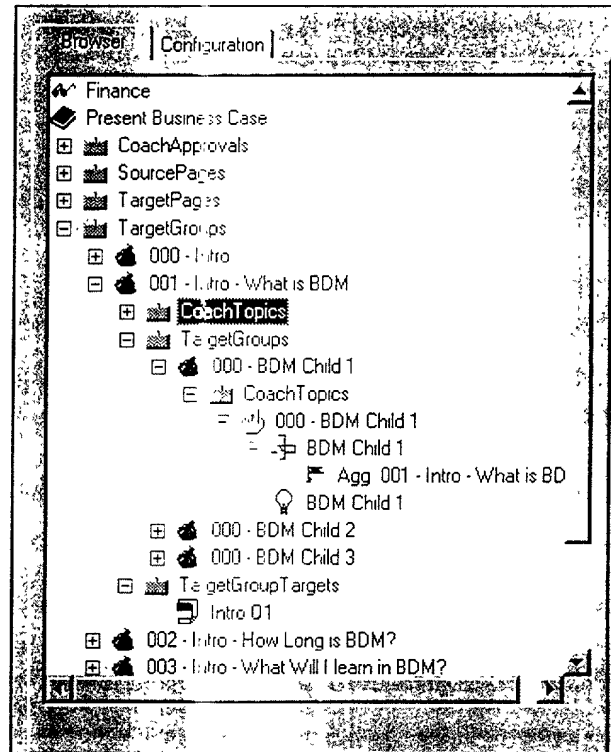 Browser Configuration
Finance
Present Business Case
CoachApprovals
SourcePages
TargetPages
TargetGroups
000 - Intro
001 - Intro - What is BDM
CoachTopics
TargetGroups
000 - BDM Child 1
CoachTopics
000 - BDM Child 1
BDM Child 1
Agg 001 - Intro - What is BD
BDM Child 1
000 - BDM Child 2
000 - BDM Child 3
TargetGroupTargets
Intro 01
002 - Intro - How Long is BDM?
003 - Intro - What Will I learn in BDM?